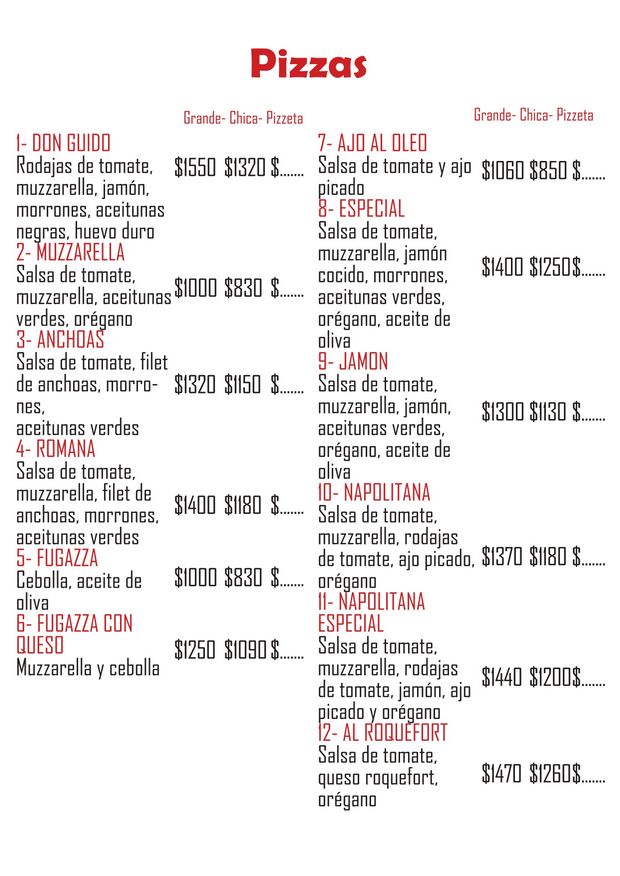 Pizzas
Grande- Chica- Pizzeta
1- DON GUIDO
Rodajas de tomate,
muzzarella, jamón,
morrones, aceitunas
negras, huevo duro
$1550 $1320 $.......
2- MUZZARELLA
Salsa de tomate,
muzzarella, aceitunas
verdes, orégano
$1000 $830 $.......
3- ANCHOAS
Salsa de tomate, filet
de anchoas, morro-
nes,
aceitunas verdes
$1320 $1150 $.......
4- ROMANA
Salsa de tomate,
muzzarella, filet de
anchoas, morrones,
aceitunas verdes
$1400 $1180 $.......
5- FUGAZZA
Cebolla, aceite de
oliva
$1000 $830 $.......
6- FUGAZZA CON
QUESO
Muzzarella y cebolla
$1250 $1090 $.......
Grande- Chica- Pizzeta
7- AJO AL OLEO
Salsa de tomate y ajo
picado
$1060 $850 $.......
8- ESPECIAL
Salsa de tomate,
muzzarella, jamón
cocido, morrones,
aceitunas verdes,
orégano, aceite de
oliva
$1400 $1250$.......
9- JAMON
Salsa de tomate,
muzzarella, jamón,
aceitunas verdes,
orégano, aceite de
oliva
$1300 $1130 $.......
10- NAPOLITANA
Salsa de tomate,
muzzarella, rodajas
de tomate, ajo picado,
orégano
$1370 $1180 $.......
11- NAPOLITANA
ESPECIAL
Salsa de tomate,
muzzarella, rodajas
de tomate, jamón, ajo
picado y orégano
$1440 $1200$.......
12- AL ROQUEFORT
Salsa de tomate,
queso roquefort,
orégano
$1470 $1260$.......